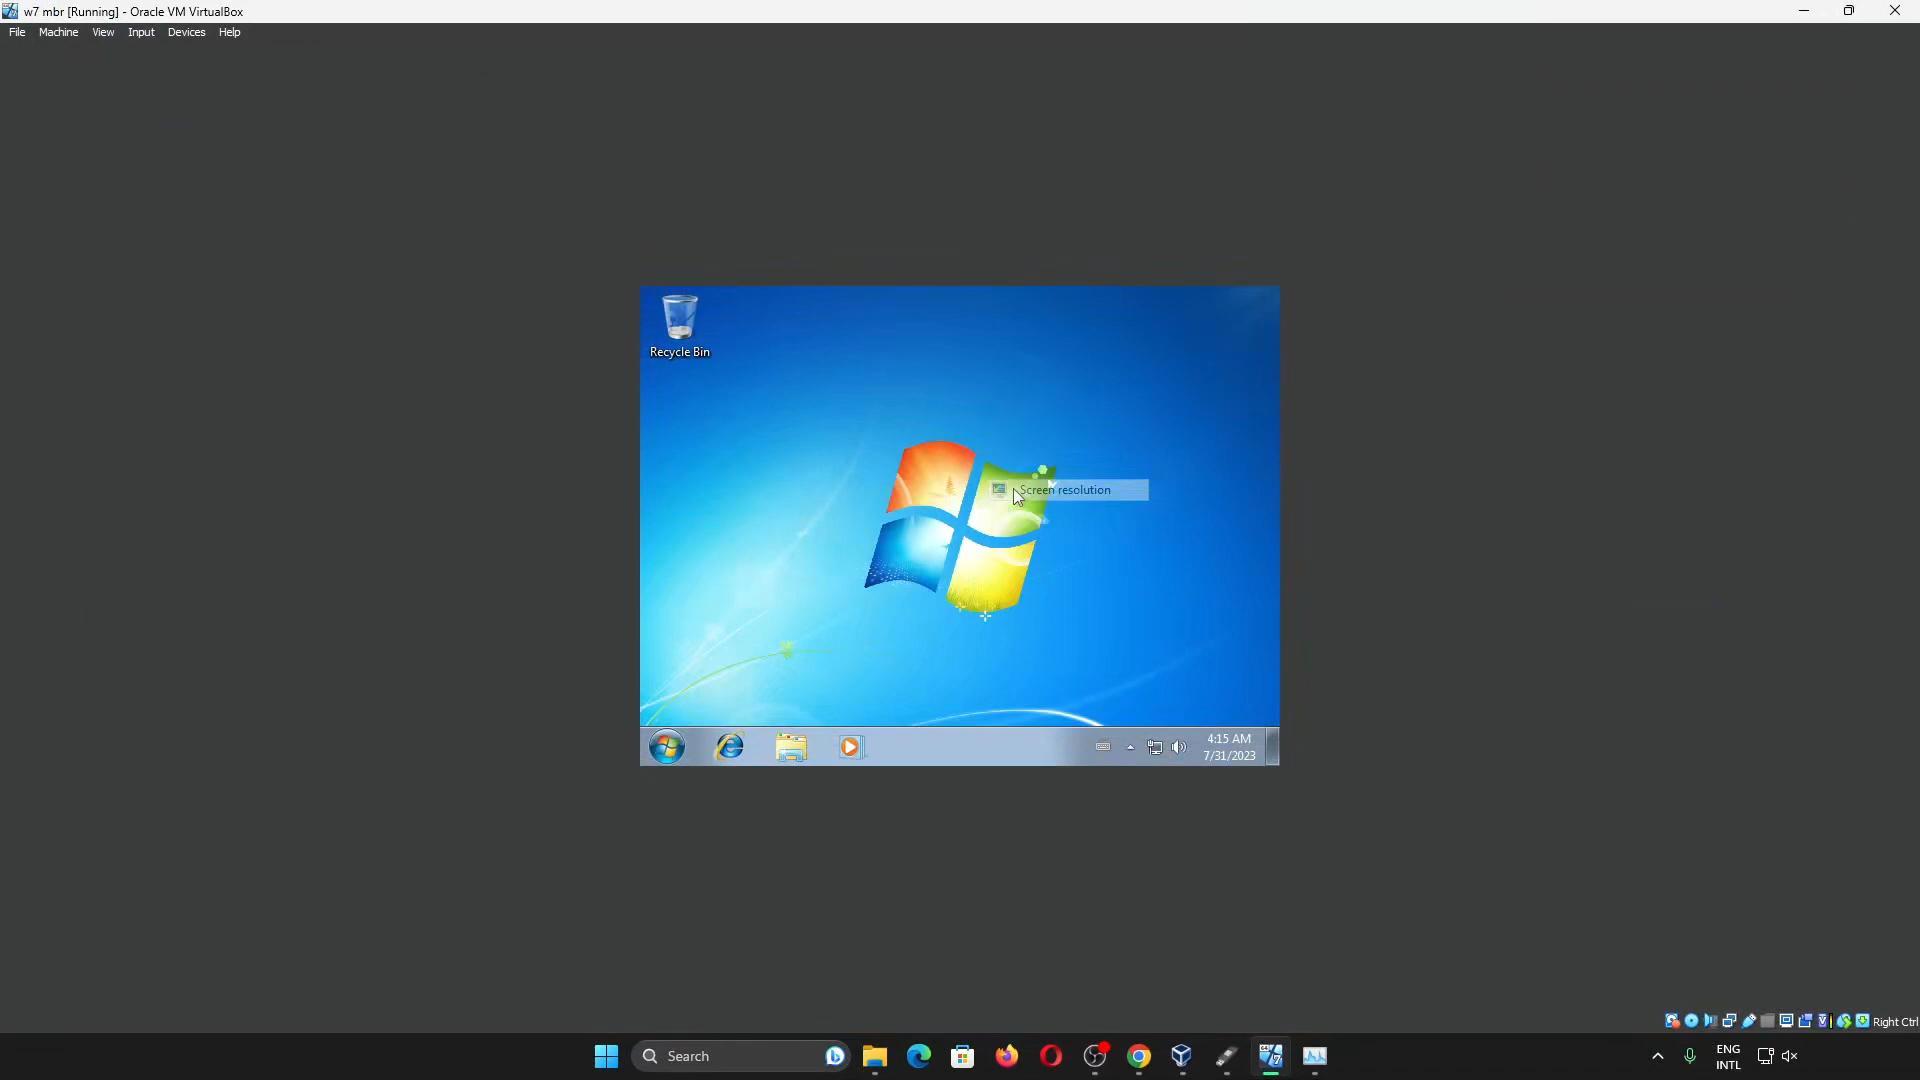 w7 mbr [Running] - Oracle VM VirtualBox
File Machine View Input Devices Help
Recycle Bin
Screen resolution
4:15 AM
7/31/2023
Right Ctrl
Search
ENG
INTL